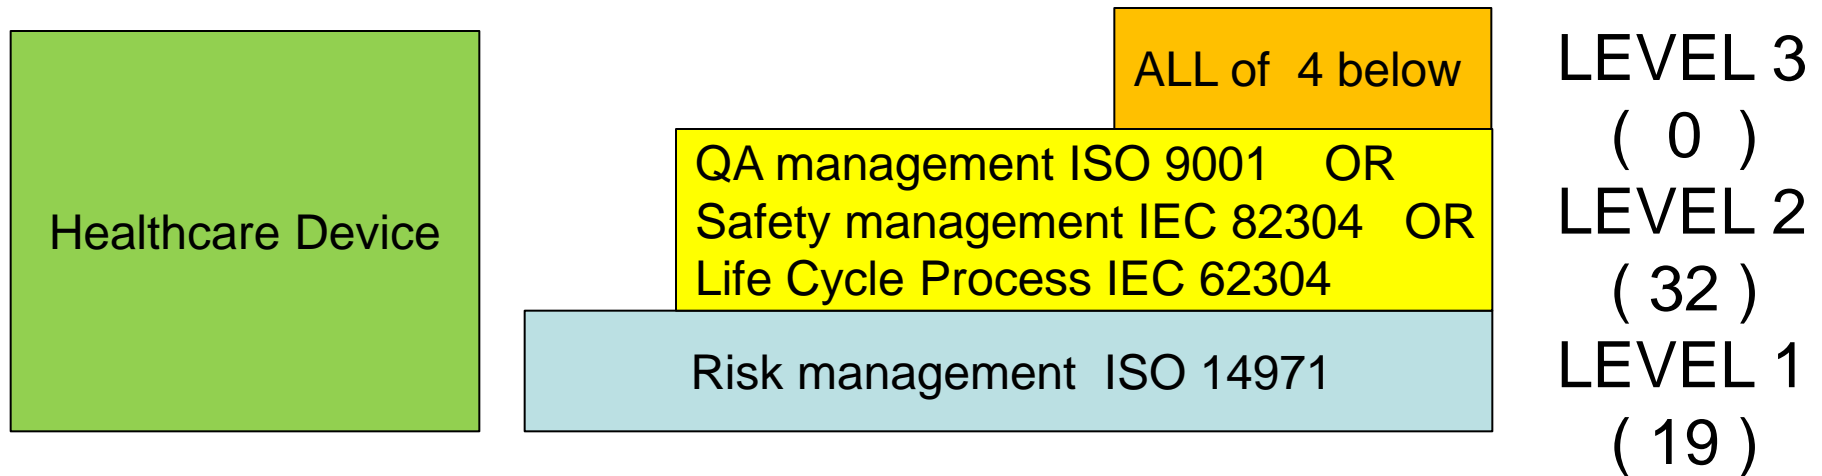 Healthcare Device
ALL of  4 below
QA management ISO 9001    OR
Safety management IEC 82304   OR
Life Cycle Process IEC 62304
Risk management  ISO 14971
LEVEL 3
(  0  )
LEVEL 2
( 32 )
LEVEL 1
( 19 )